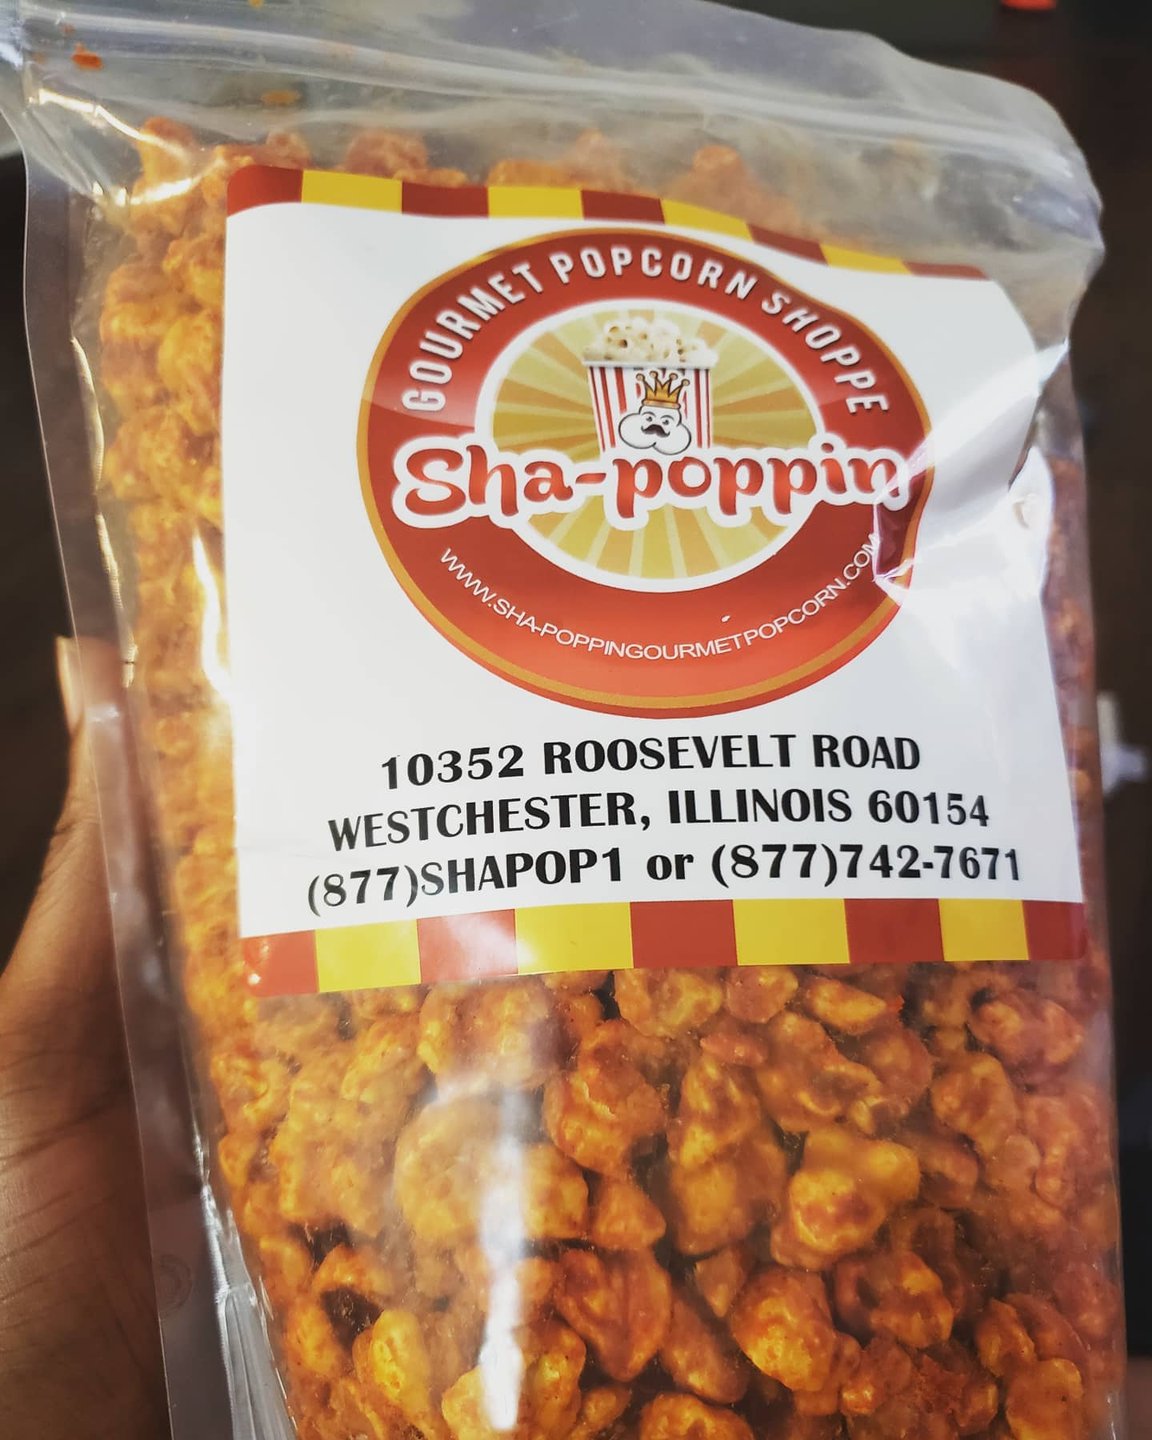 GOURMET POPCORN SHOPPE
Sha-poppin
WWW.SHA-POPPINGOURMETPOPCORN.COM
10352 ROOSEVELT ROAD
WESTCHESTER, ILLINOIS 60154
(877)SHAPOP1 or (877)742-7671